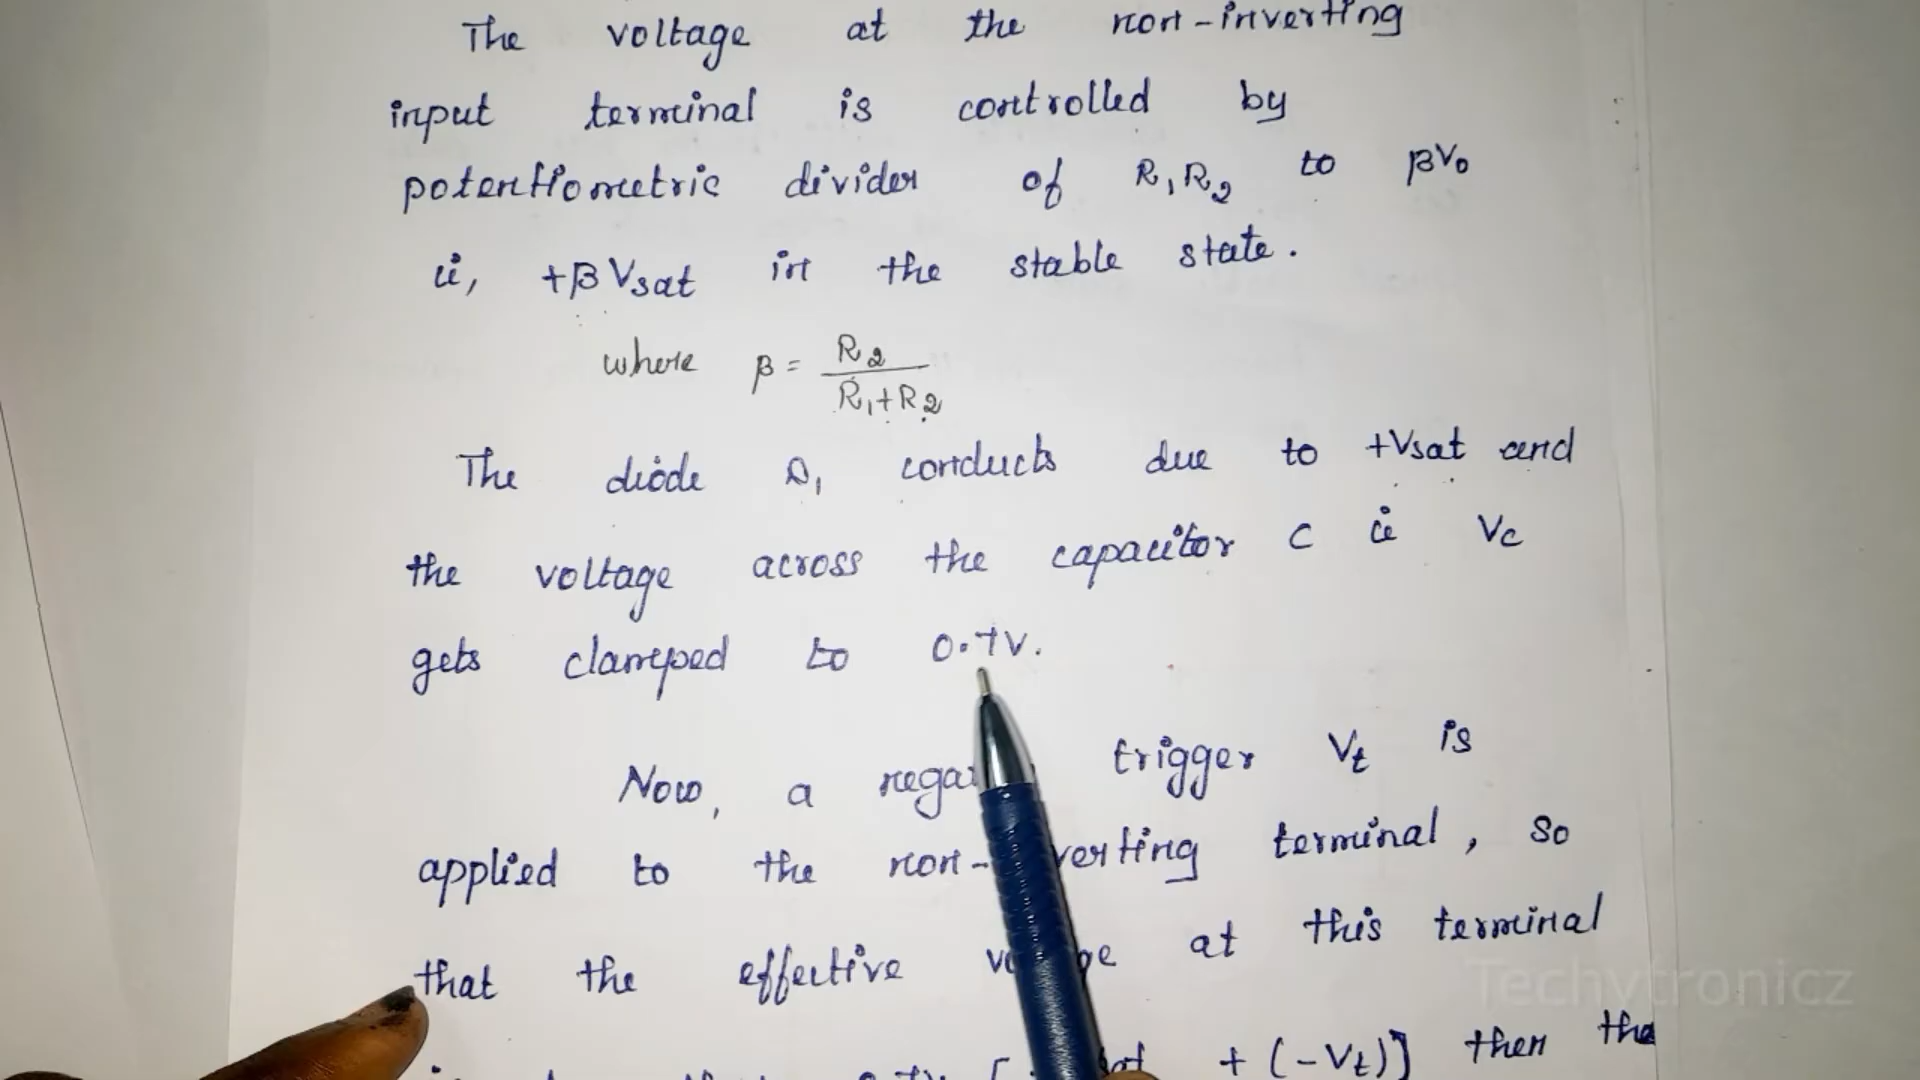 The voltage at the non-inverting
input terminal is controlled by
potentiometric divider of R₁R₂ to βV₀
ie, +βVsat in the stable state.
where β = R₂ / R₁+R₂
The diode D₁ conducts due to +Vsat and
the voltage across the capacitor C ie Vc
gets clamped to 0.7V.
Now, a trigger Vt is
applied to the non- terminal, so
that the effective at this terminal
+ (-Vt)] then the
Techytronicz